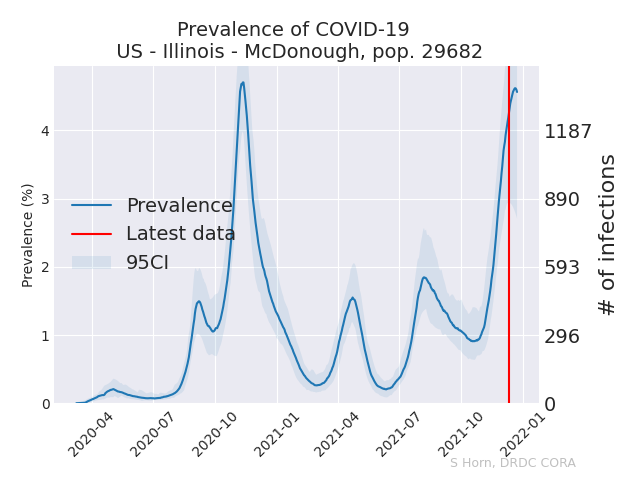 Prevalence of COVID-19
US - Illinois - McDonough, pop. 29682
Prevalence (%)
4
3
2
1
0
1187
890
593
296
0
# of infections
Prevalence
Latest data
95CI
2020-04
2020-07
2020-10
2021-01
2021-04
2021-07
2021-10
2022-01
S Horn, DRDC CORA